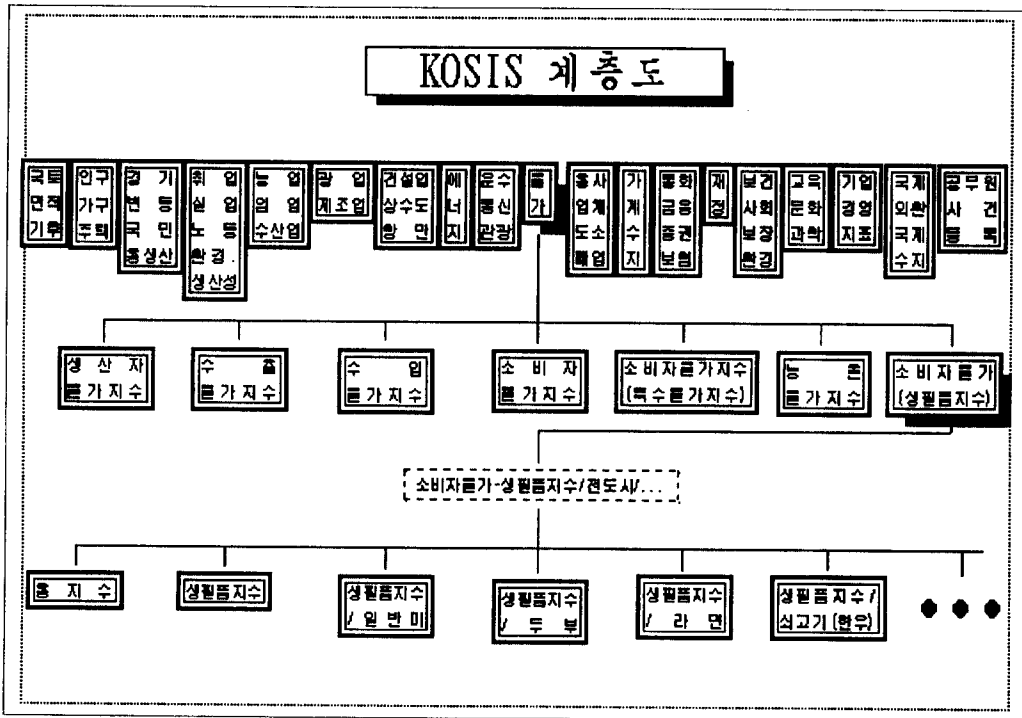 KOSIS 계층도
국토
면적
기후
인구
가구
주택
경 기
변 동
국 민
총생산
취 업
실 업
노 동
환경.
생산성
농 업
임 업
수산업
광 업
제조업
건설업
상수도
항 만
에
너
지
운수
통신
관광
물
가
총사
업체
도소
매업
가
계
수
지
통화
금융
증권
보험
재
정
보건
사회
보장
환경
교육
문화
과학
기업
경영
지표
국제
외환
국제
수지
공무원
사 건
등 록
생 산 자
물가지수
수 출
물가지수
수 입
물가지수
소 비 자
물가지수
소비자물가지수
(특수물가지수)
농 촌
물가지수
소비자물가
(생필품지수)
소비자물가-생필품지수/전도시/...
총 지 수
생필품지수
생필품지수
/ 일 반 미
생필품지수
/ 두 부
생필품지수
/ 라 면
생필품지수/
쇠고기(한우)